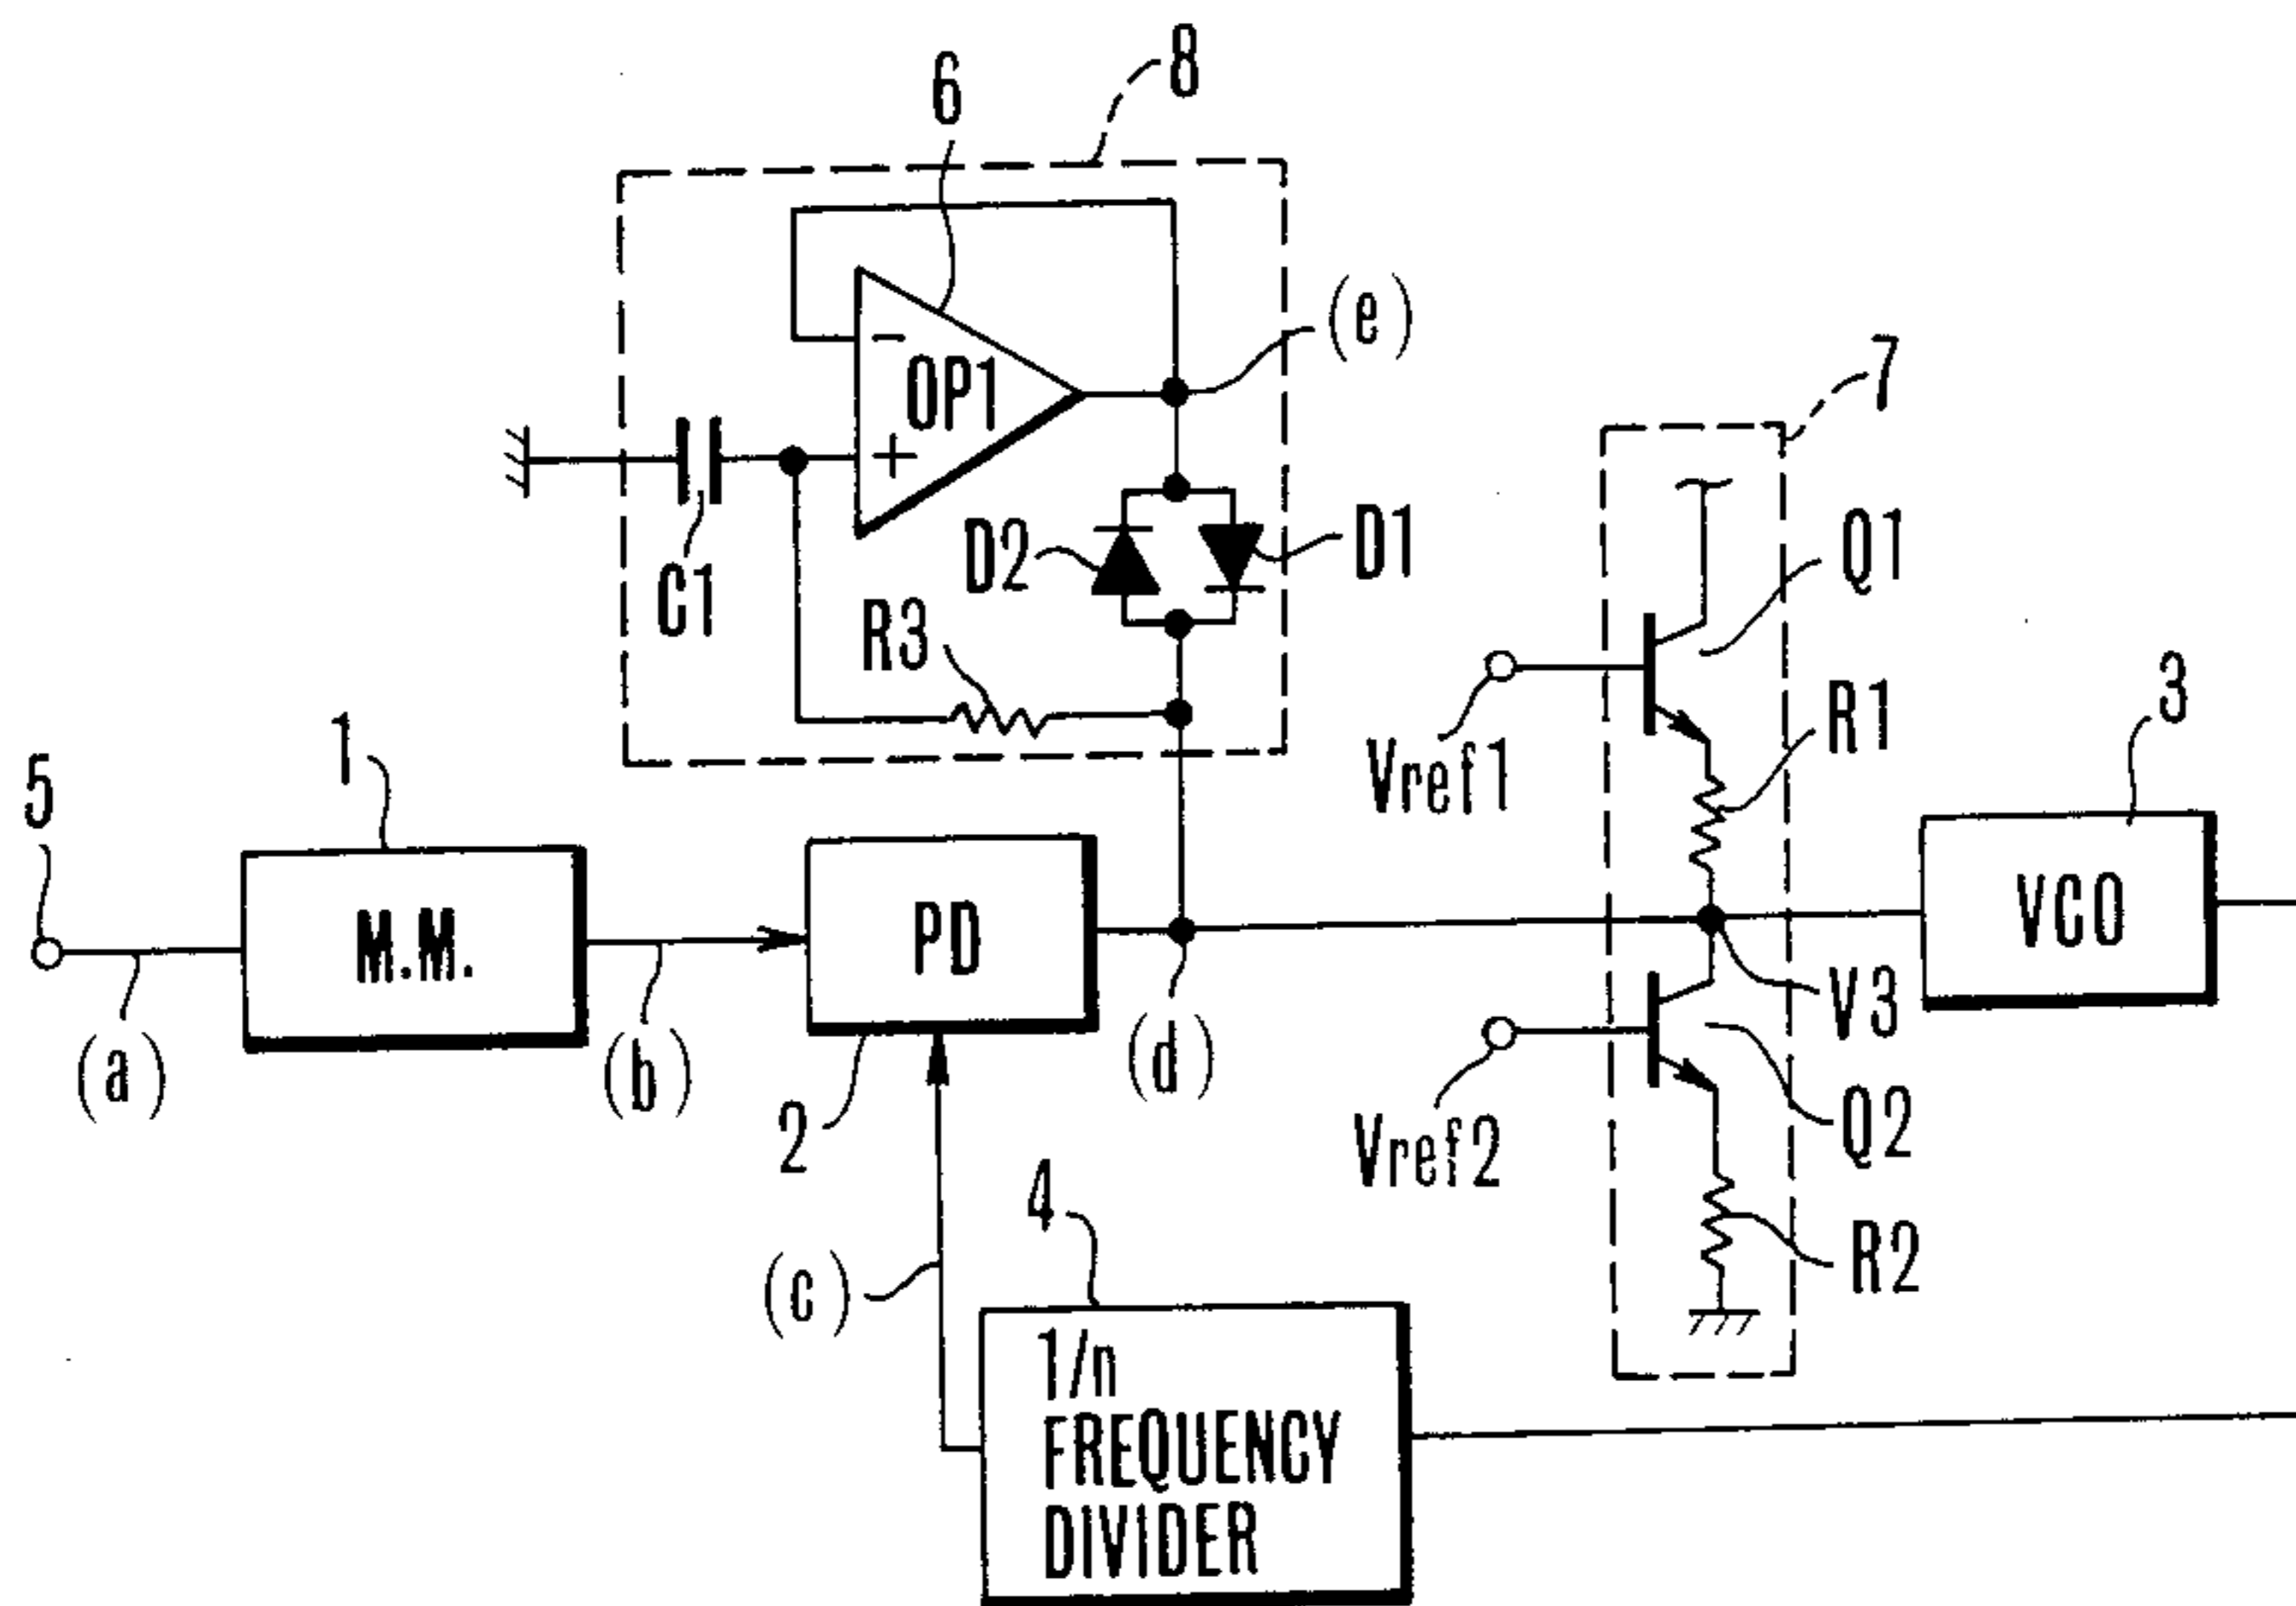 8
6
(e)
7
-
OP1
+
Q1
D2
D1
C1
R3
R1
3
Vref1
1
5
M.M.
PD
VCO
V3
(a)
(b)
(d)
2
Vref2
Q2
4
R2
(c)
1/n
FREQUENCY
DIVIDER